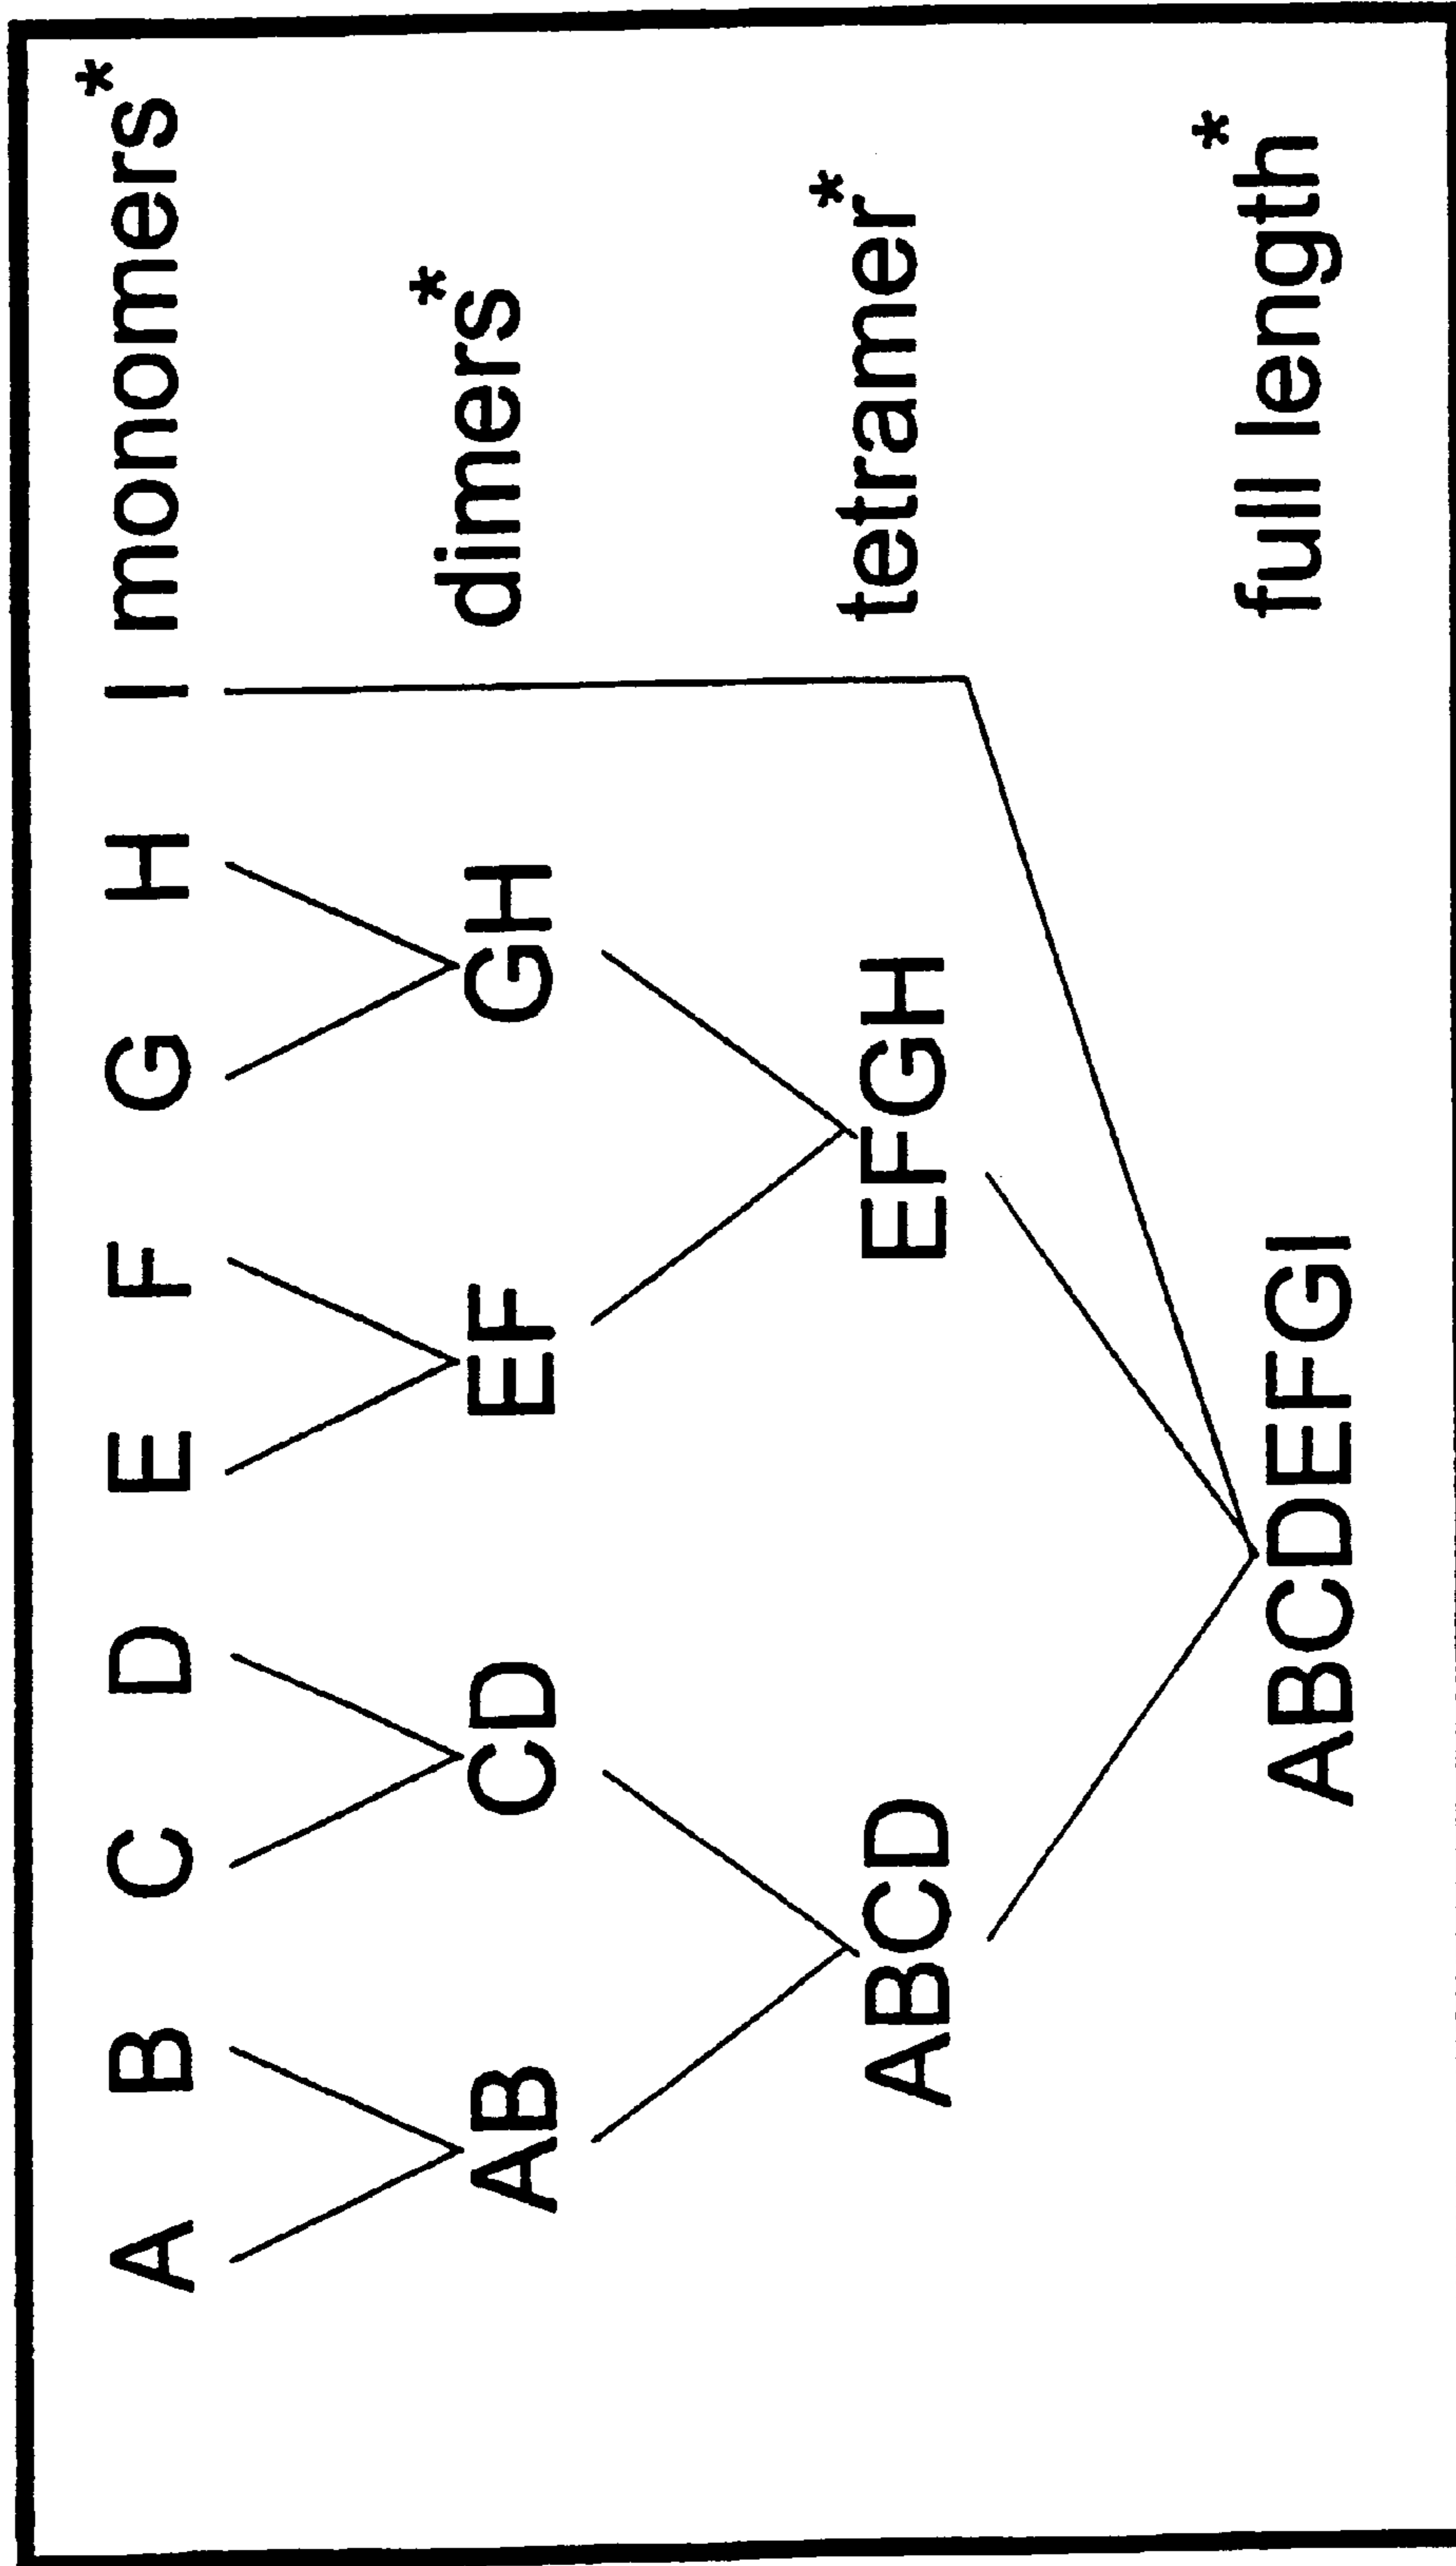 A B C D E F G H I monomers*
AB CD EF GH dimers*
ABCD EFGH tetramer*
ABCDEFGI full length*